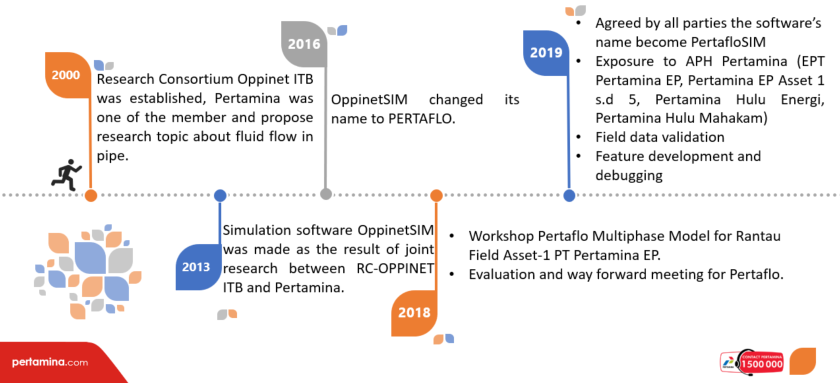 2000
Research Consortium Oppinet ITB
was established, Pertamina was
one of the member and propose
research topic about fluid flow in
pipe.
2016
OppinetSIM changed its
name to PERTAFLO.
2019
• Agreed by all parties the software's
name become PertafloSIM
• Exposure to APH Pertamina (EPT
Pertamina EP, Pertamina EP Asset 1
s.d 5, Pertamina Hulu Energi,
Pertamina Hulu Mahakam)
• Field data validation
• Feature development and
debugging
2013
Simulation software OppinetSIM
was made as the result of joint
research between RC-OPPINET
ITB and Pertamina.
2018
• Workshop Pertaflo Multiphase Model for Rantau
Field Asset-1 PT Pertamina EP.
• Evaluation and way forward meeting for Pertaflo.
pertamina.com
CONTACT PERTAMINA
1500000